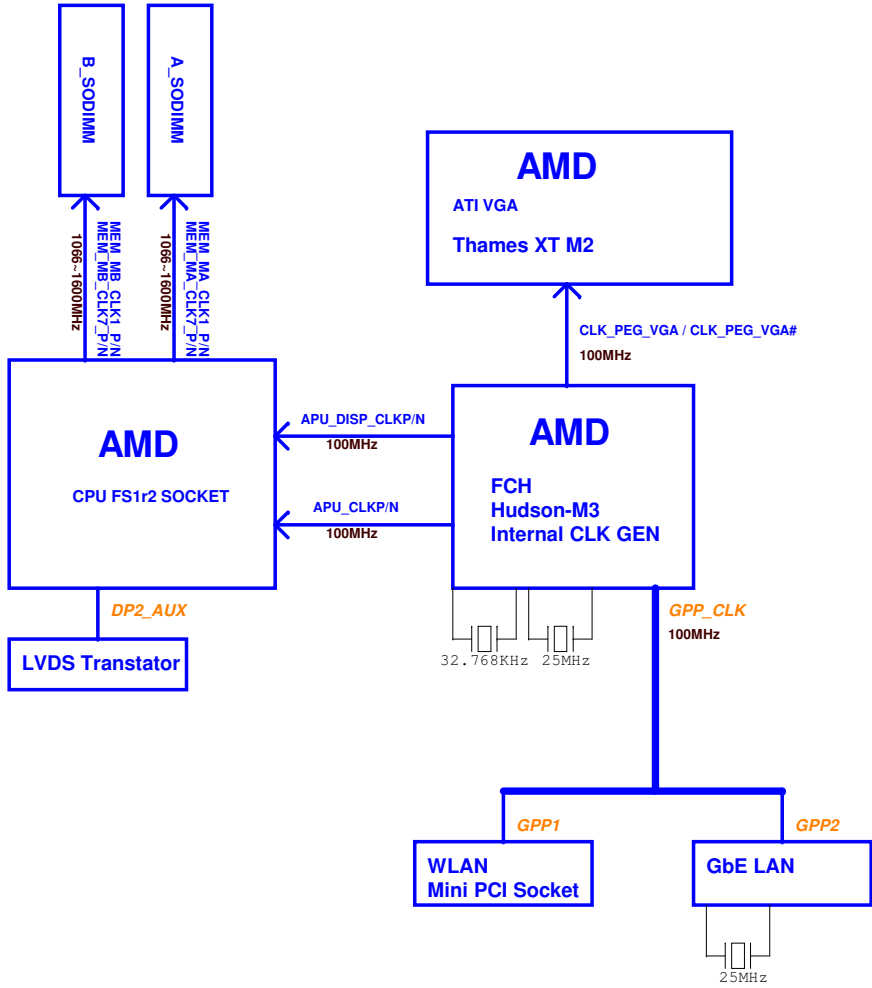 B_SODIMM
A_SODIMM
MEM_MB_CLK1_P/N
MEM_MB_CLK7_P/N
1066~1600MHz
MEM_MA_CLK1_P/N
MEM_MA_CLK7_P/N
1066~1600MHz
AMD
ATI VGA
Thames XT M2
CLK_PEG_VGA / CLK_PEG_VGA#
100MHz
AMD
CPU FS1r2 SOCKET
APU_DISP_CLKP/N
100MHz
APU_CLKP/N
100MHz
AMD
FCH
Hudson-M3
Internal CLK GEN
DP2_AUX
LVDS Transtator
32.768KHz
25MHz
GPP_CLK
100MHz
GPP1
WLAN
Mini PCI Socket
GPP2
GbE LAN
25MHz